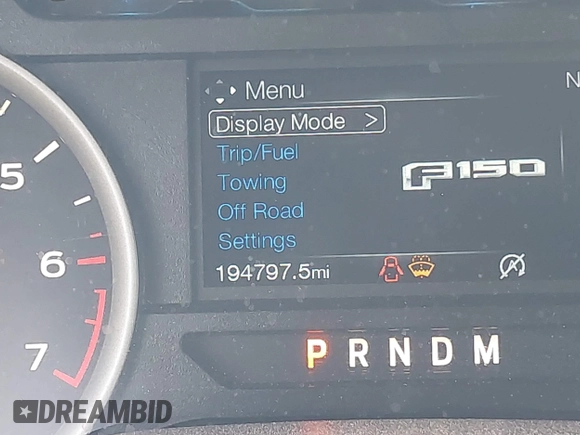 Menu
N
Display Mode >
Trip/Fuel
F150
Towing
Off Road
Settings
194797.5mi
A
5
6
7
P R N D M
DREAMBID